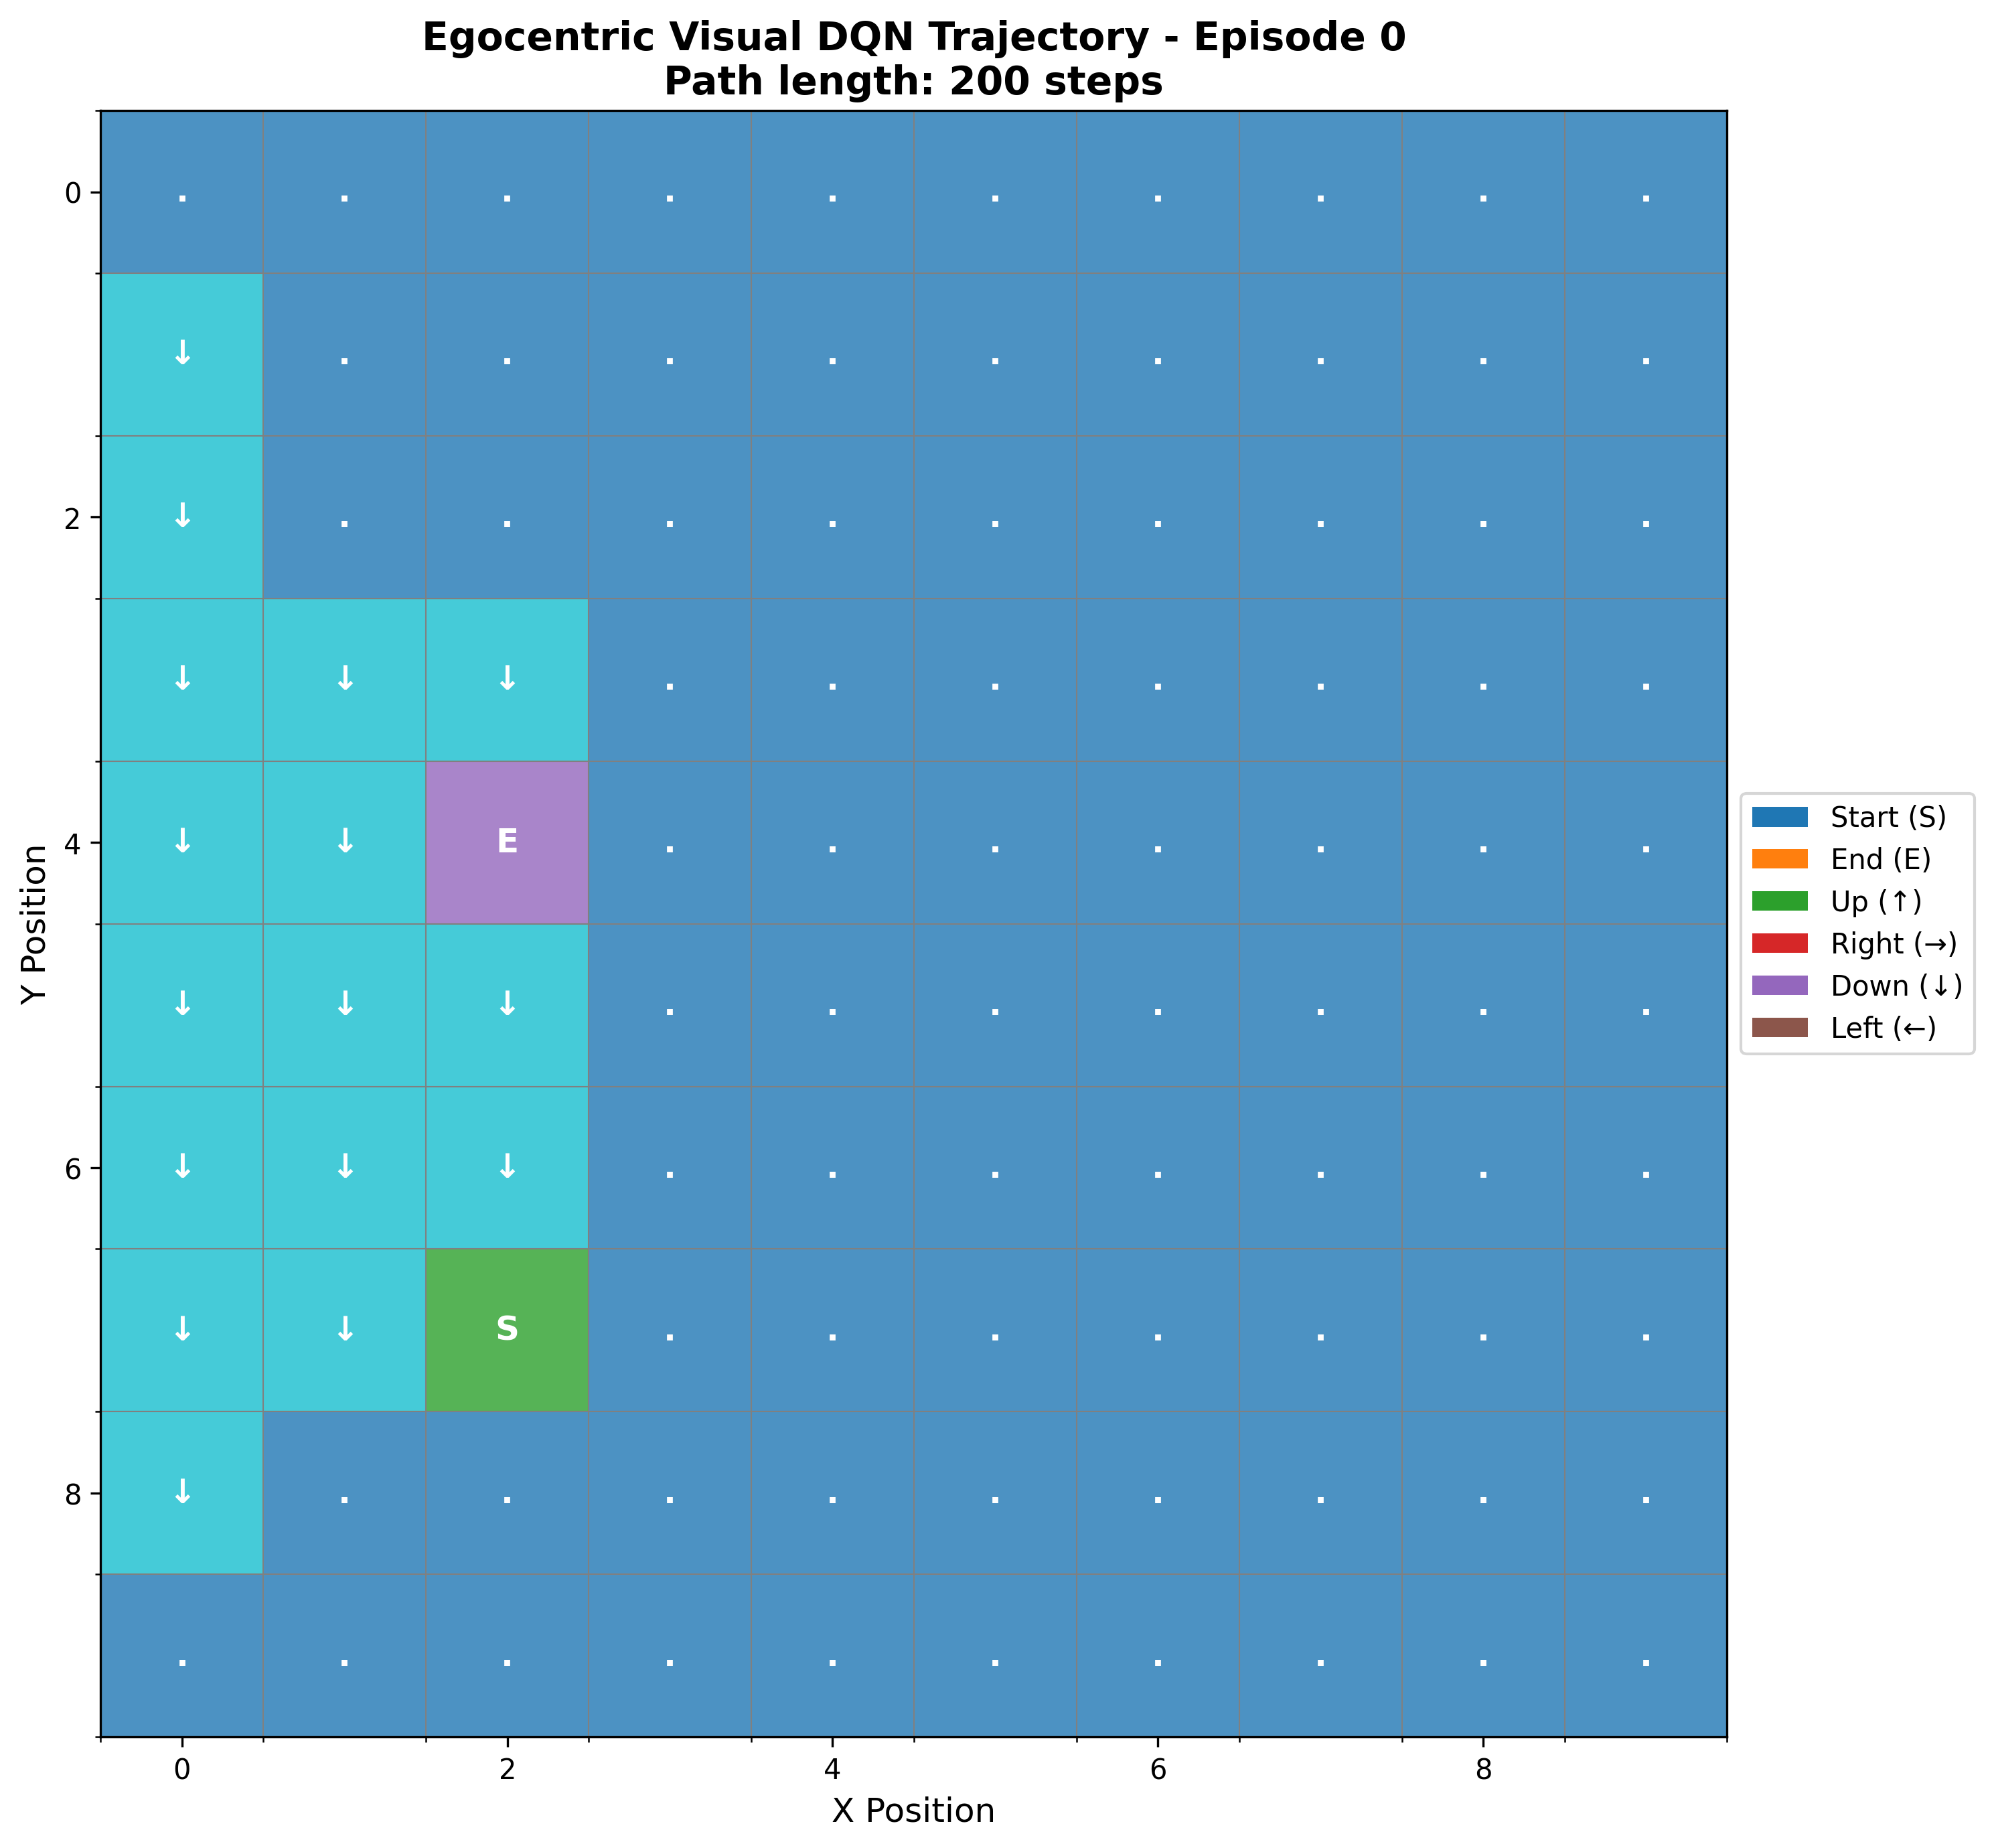 Egocentric Visual DQN Trajectory - Episode 0
Path length: 200 steps
0 . . . . . . . . . .
↓ . . . . . . . . .
2 ↓ . . . . . . . . .
↓ ↓ ↓ . . . . . . .
4 ↓ ↓ E . . . . . . .
↓ ↓ ↓ . . . . . . .
6 ↓ ↓ ↓ . . . . . . .
↓ ↓ S . . . . . . .
8 ↓ . . . . . . . . .
. . . . . . . . . .
0 2 4 6 8
X Position
Y Position
Start (S)
End (E)
Up (↑)
Right (→)
Down (↓)
Left (←)